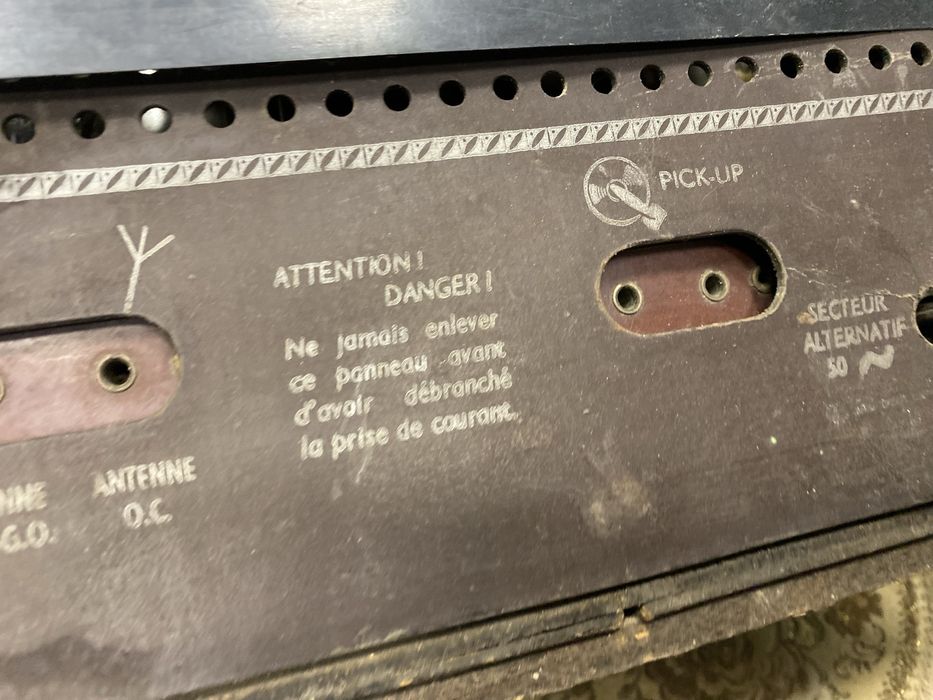 PICK-UP
ATTENTION !
DANGER !
Ne jamais enlever
ce panneau avant
d'avoir débranché
la prise de courant.
SECTEUR
ALTERNATIF
50
NNE
G.O.
ANTENNE
O.C.